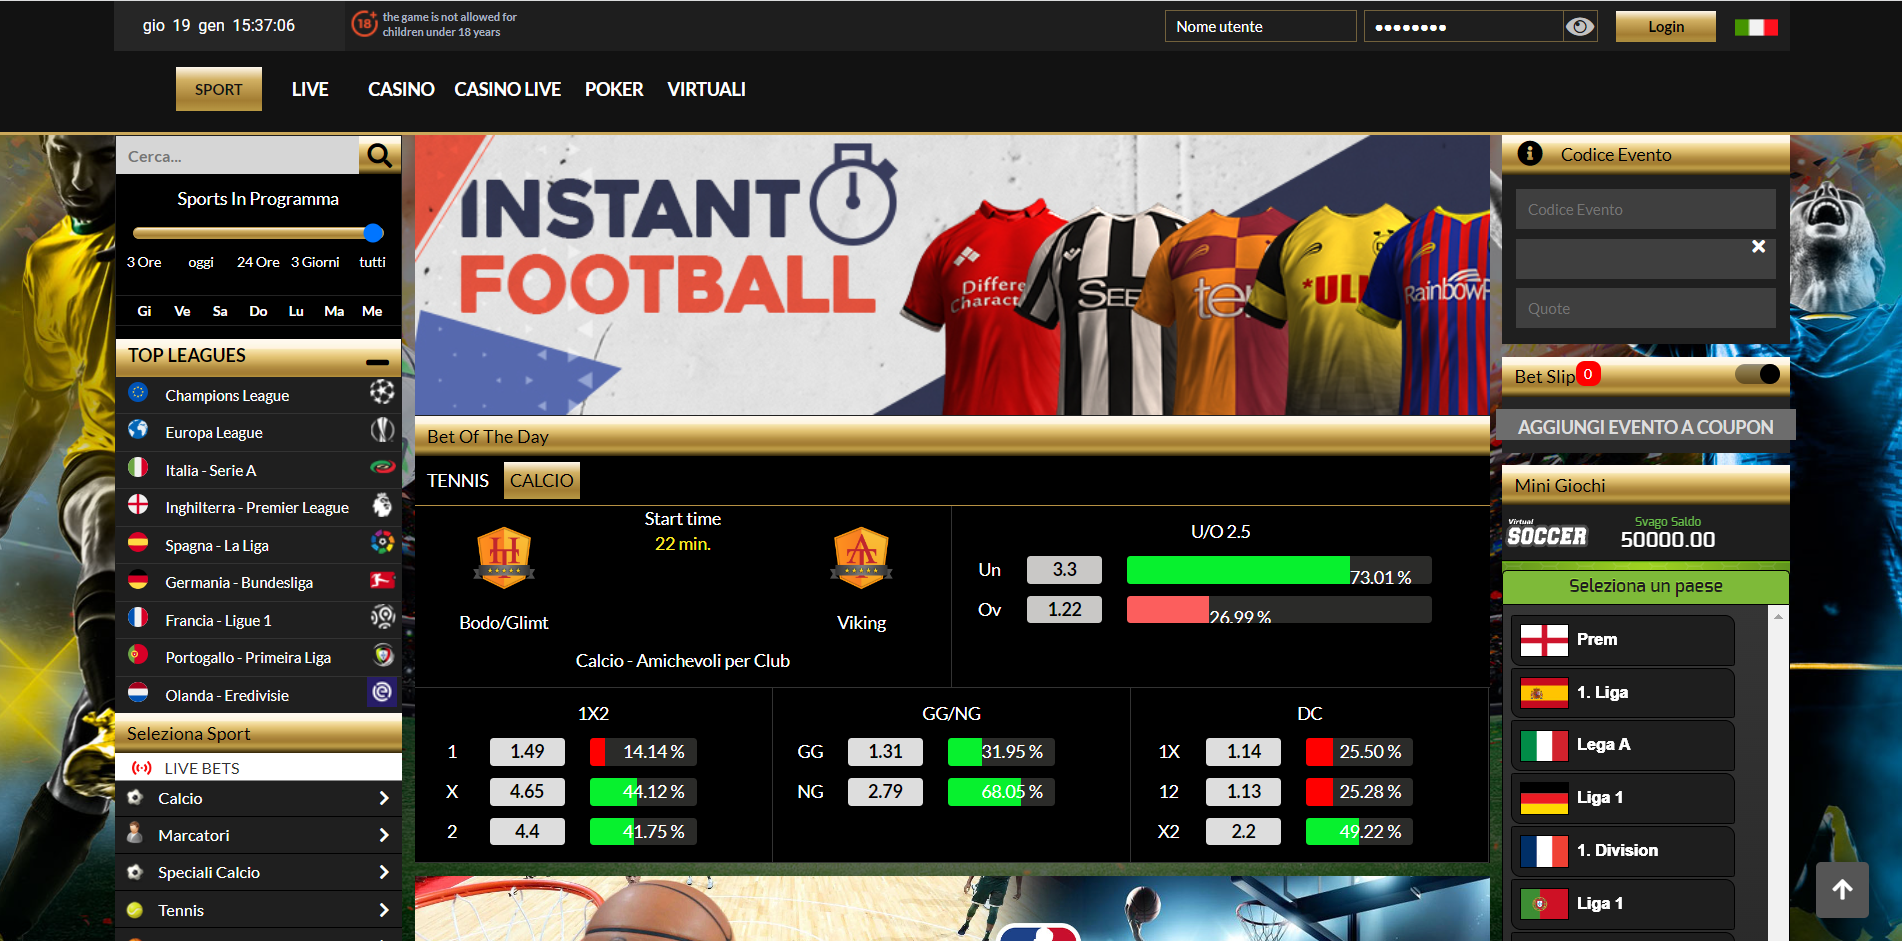 gio 19 gen 15:37:06
18+
the game is not allowed for
children under 18 years
Nome utente
Login
SPORT
LIVE
CASINO
CASINO LIVE
POKER
VIRTUALI
Cerca...
Sports In Programma
3 Ore oggi 24 Ore 3 Giorni tutti
Gi Ve Sa Do Lu Ma Me
TOP LEAGUES
Champions League
Europa League
Italia - Serie A
Inghilterra - Premier League
Spagna - La Liga
Germania - Bundesliga
Francia - Ligue 1
Portogallo - Primeira Liga
Olanda - Eredivisie
Seleziona Sport
LIVE BETS
Calcio
Marcatori
Speciali Calcio
Tennis
INSTANT
FOOTBALL
Differe
Charact
SEE
te
*ULL
RainbowR
Bet Of The Day
TENNIS
CALCIO
HT
Bodo/Glimt
Start time
22 min.
AT
Viking
Calcio - Amichevoli per Club
U/O 2.5
Un 3.3 73.01 %
Ov 1.22 26.99 %
1X2
1 1.49 14.14 %
X 4.65 44.12 %
2 4.4 41.75 %
GG/NG
GG 1.31 31.95 %
NG 2.79 68.05 %
DC
1X 1.14 25.50 %
12 1.13 25.28 %
X2 2.2 49.22 %
Codice Evento
Codice Evento
Quote
Bet Slip 0
AGGIUNGI EVENTO A COUPON
Mini Giochi
Virtual
SOCCER
Svago Saldo
50000.00
Seleziona un paese
Prem
1. Liga
Lega A
Liga 1
1. Division
Liga 1